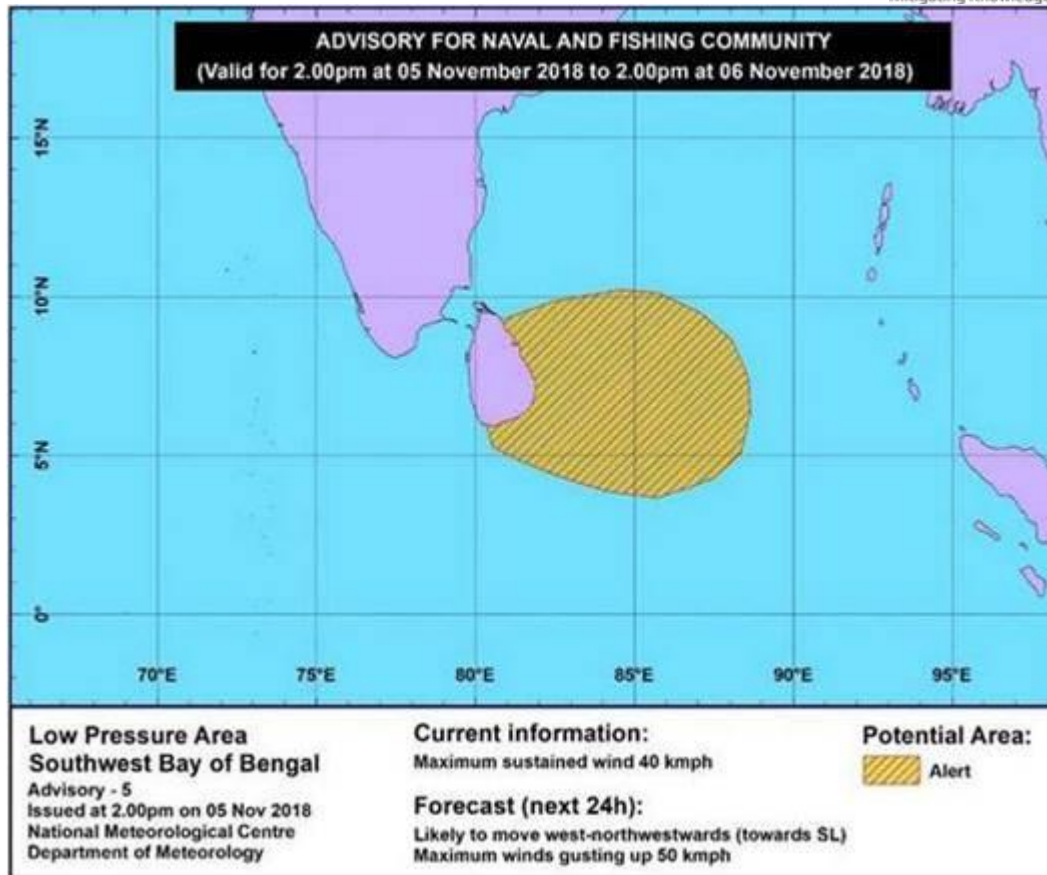 ADVISORY FOR NAVAL AND FISHING COMMUNITY
(Valid for 2.00pm at 05 November 2018 to 2.00pm at 06 November 2018)
15°N
10°N
5°N
0°
70°E
75°E
80°E
85°E
90°E
95°E
Low Pressure Area
Southwest Bay of Bengal
Advisory - 5
Issued at 2.00pm on 05 Nov 2018
National Meteorological Centre
Department of Meteorology
Current information:
Maximum sustained wind 40 kmph
Forecast (next 24h):
Likely to move west-northwestwards (towards SL)
Maximum winds gusting up 50 kmph
Potential Area:
Alert